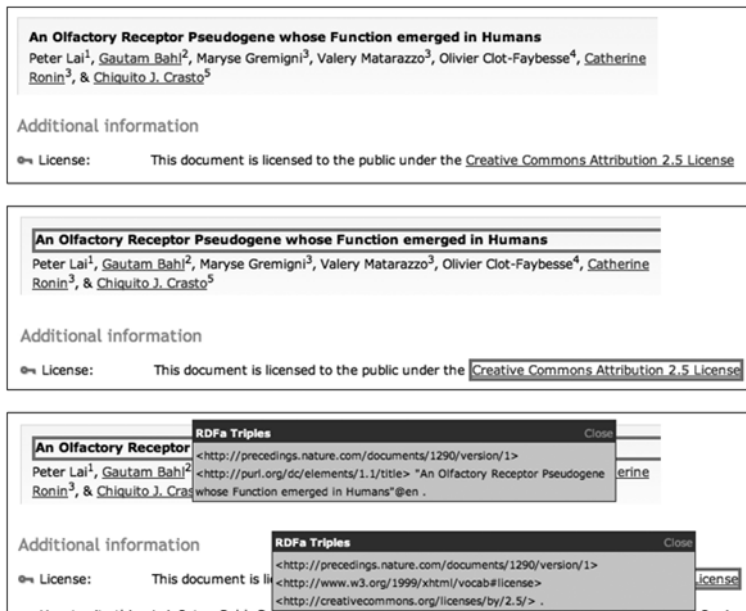 An Olfactory Receptor Pseudogene whose Function emerged in Humans
Peter Lai1, Gautam Bahl2, Maryse Gremigni3, Valery Matarazzo3, Olivier Clot-Faybesse4, Catherine
Ronin3, & Chiquito J. Crasto5
Additional information
License: This document is licensed to the public under the Creative Commons Attribution 2.5 License
An Olfactory Receptor Pseudogene whose Function emerged in Humans
Peter Lai1, Gautam Bahl2, Maryse Gremigni3, Valery Matarazzo3, Olivier Clot-Faybesse4, Catherine
Ronin3, & Chiquito J. Crasto5
Additional information
License: This document is licensed to the public under the Creative Commons Attribution 2.5 License
RDFa Triples Close
An Olfactory Receptor
<http://precedings.nature.com/documents/1290/version/1>
Peter Lai1, Gautam Bahl2
<http://purl.org/dc/elements/1.1/title> "An Olfactory Receptor Pseudogene
erine
Ronin3, & Chiquito J. Cras
whose Function emerged in Humans"@en .
Additional information
RDFa Triples Close
<http://precedings.nature.com/documents/1290/version/1>
License: This document is li
<http://www.w3.org/1999/xhtml/vocab#license>
icense
<http://creativecommons.org/licenses/by/2.5/> .